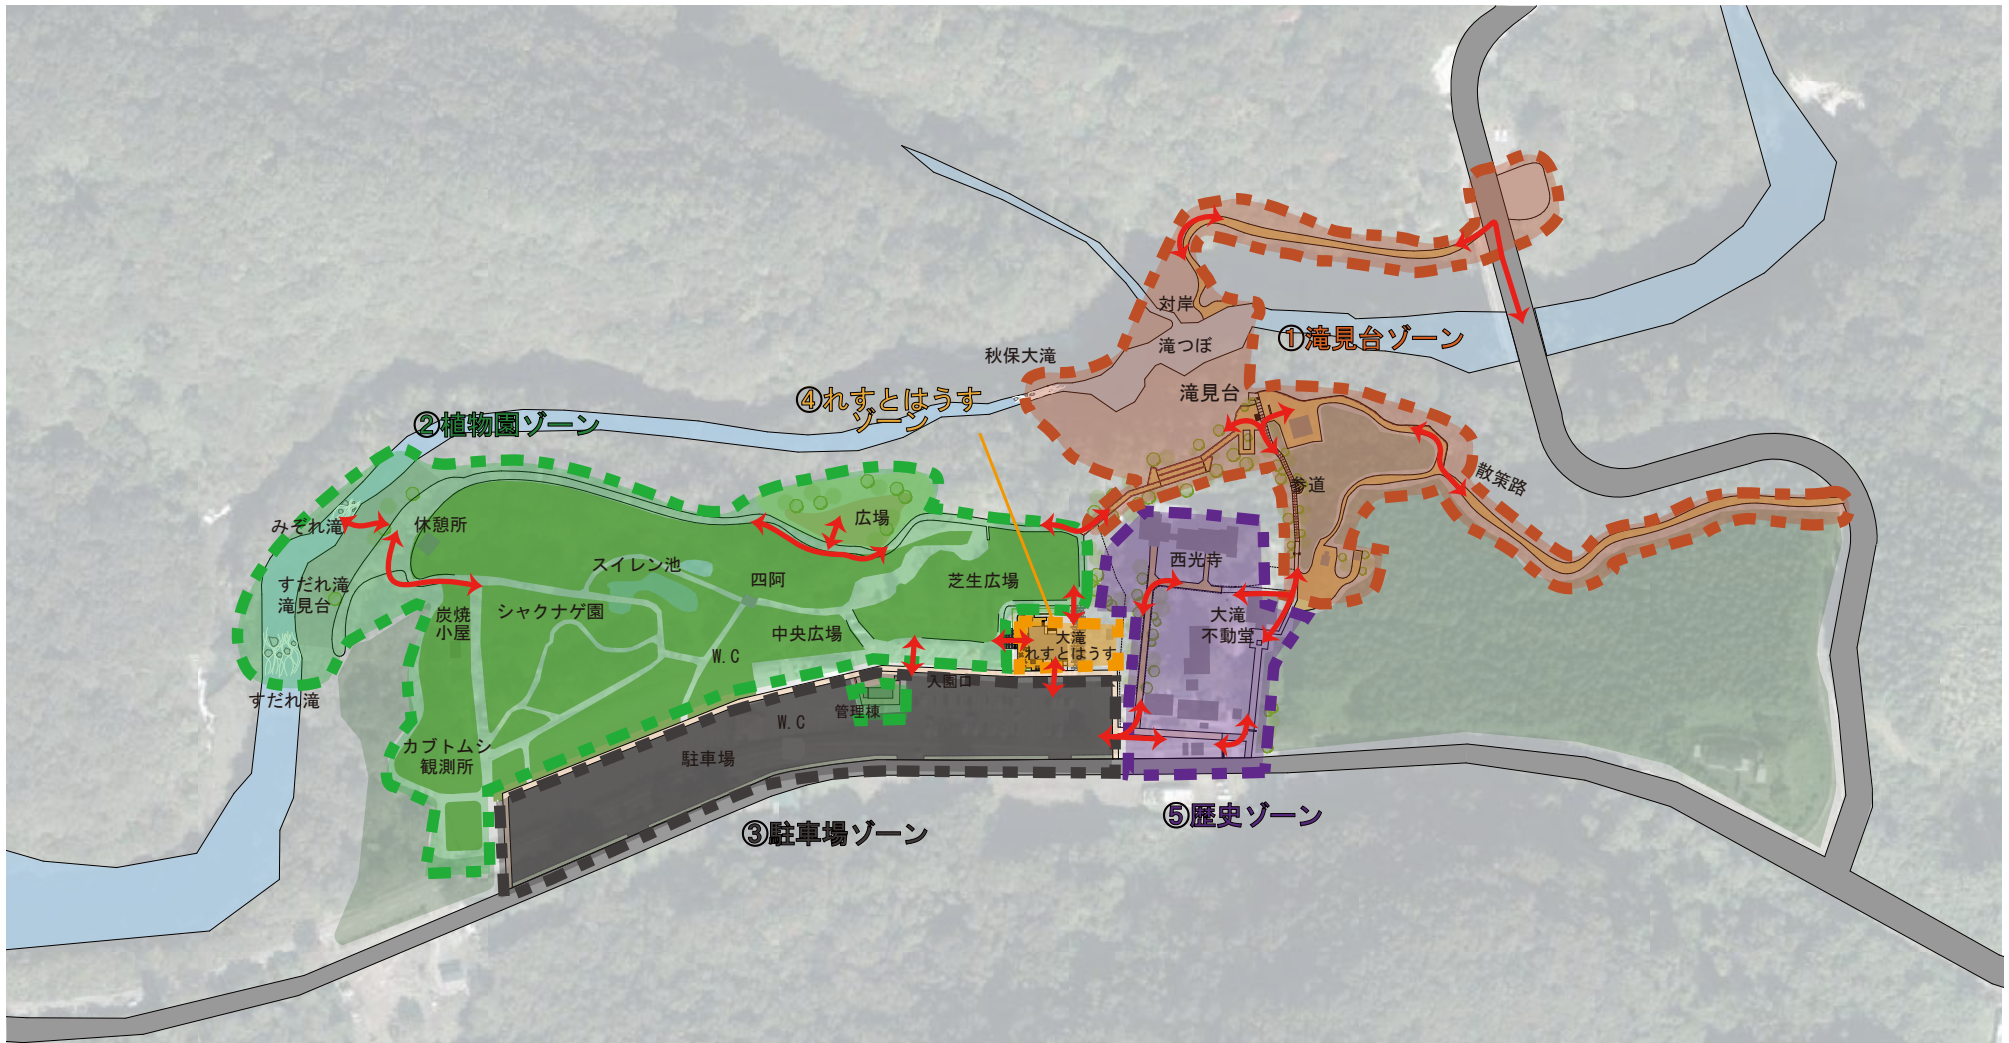 対岸
①滝見台ゾーン
滝つぼ
秋保大滝
滝見台
④れすとはうす
ゾーン
②植物園ゾーン
散策路
参道
広場
みぞれ滝
休憩所
西光寺
スイレン池
四阿
芝生広場
すだれ滝
滝見台
炭焼
小屋
シャクナゲ園
大滝
不動堂
中央広場
大滝
れすとはうす
W.C
入園口
すだれ滝
管理棟
W.C
カブトムシ
観測所
駐車場
⑤歴史ゾーン
③駐車場ゾーン